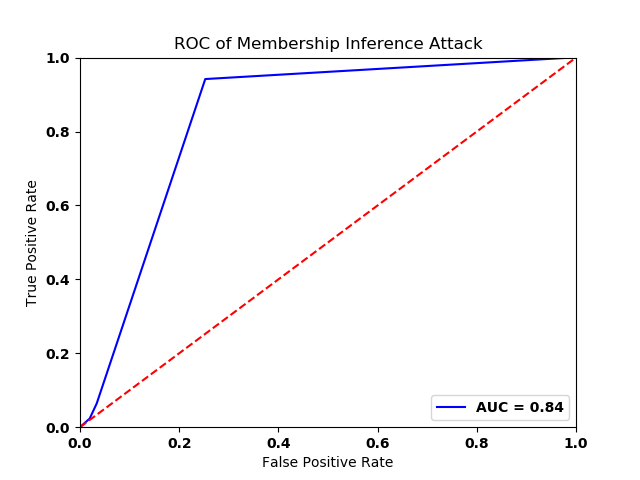 ROC of Membership Inference Attack
True Positive Rate
1.0
0.8
0.6
0.4
0.2
0.0
AUC = 0.84
0.0 0.2 0.4 0.6 0.8 1.0
False Positive Rate